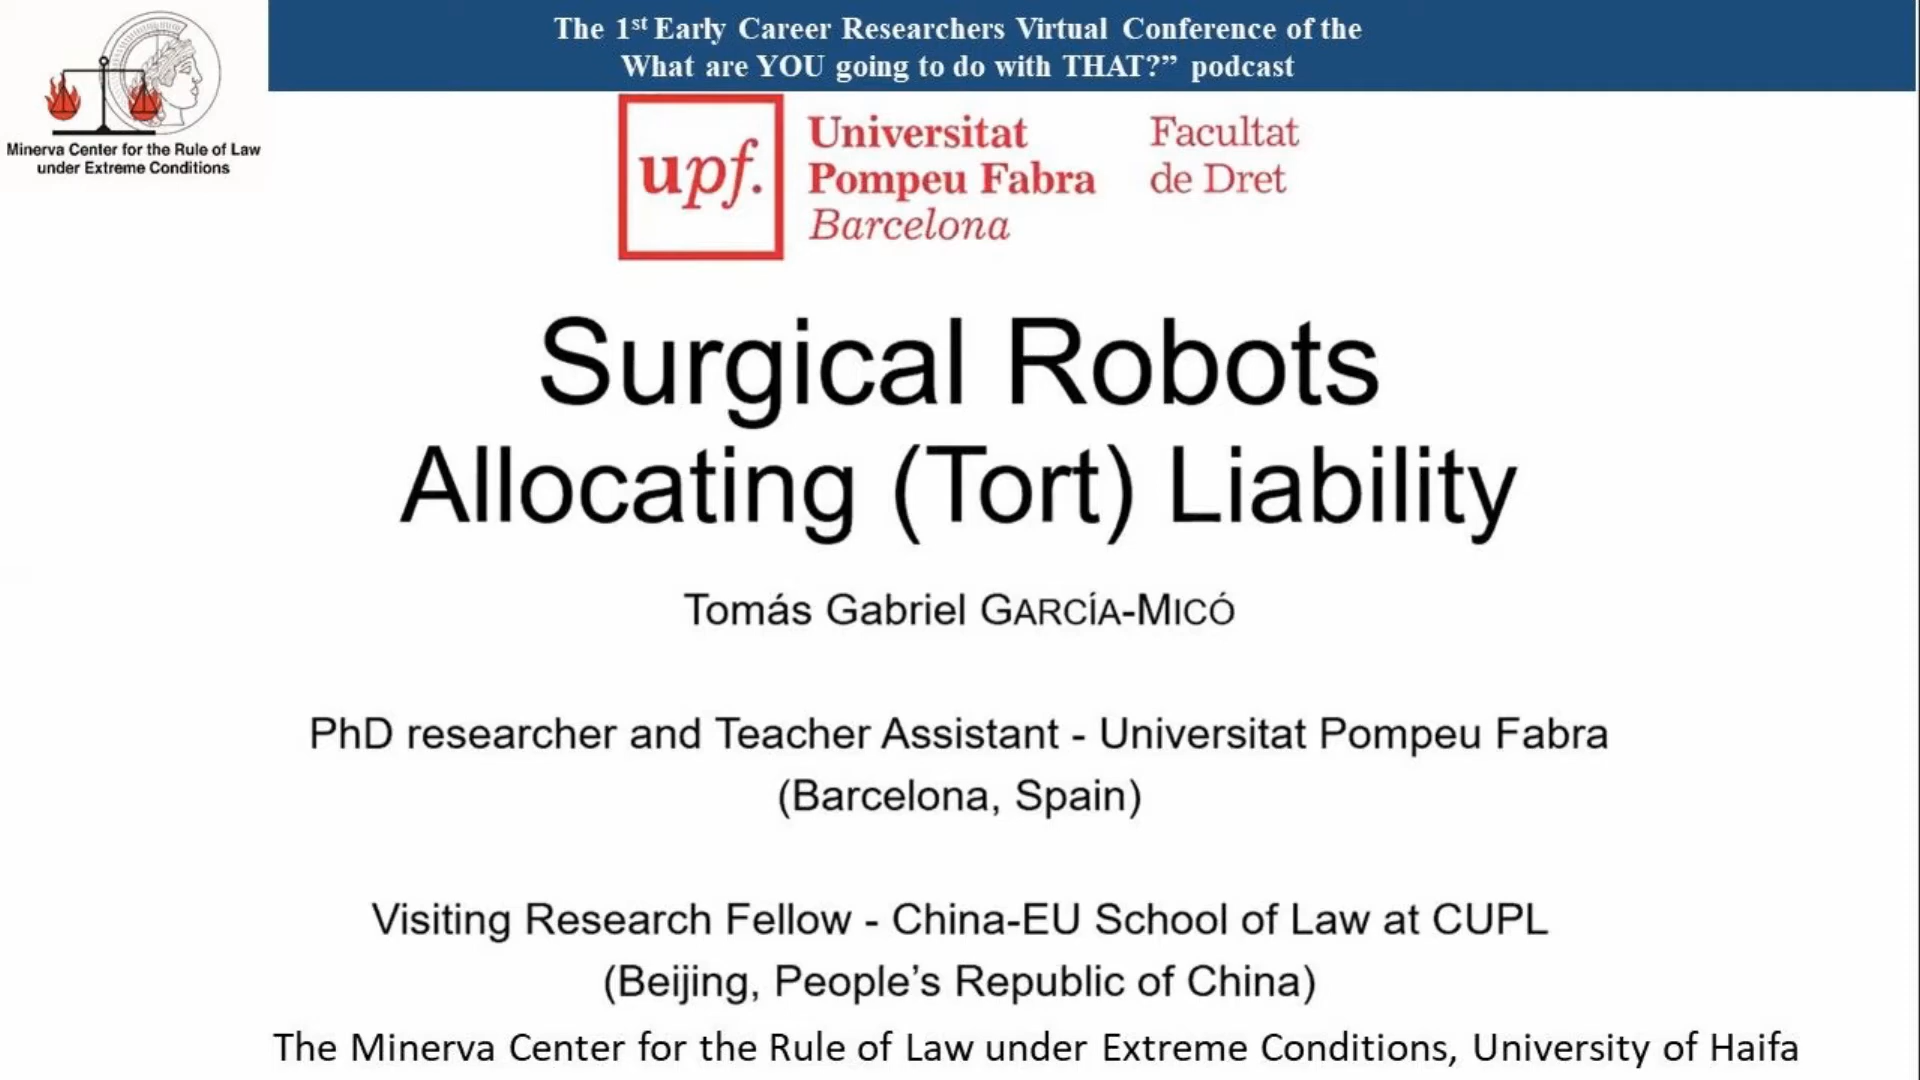 The 1st Early Career Researchers Virtual Conference of the
What are YOU going to do with THAT?” podcast
Minerva Center for the Rule of Law
under Extreme Conditions
upf.
Universitat
Pompeu Fabra
Barcelona
Facultat
de Dret
Surgical Robots
Allocating (Tort) Liability
Tomás Gabriel GARCÍA-MICÓ
PhD researcher and Teacher Assistant - Universitat Pompeu Fabra
(Barcelona, Spain)
Visiting Research Fellow - China-EU School of Law at CUPL
(Beijing, People’s Republic of China)
The Minerva Center for the Rule of Law under Extreme Conditions, University of Haifa